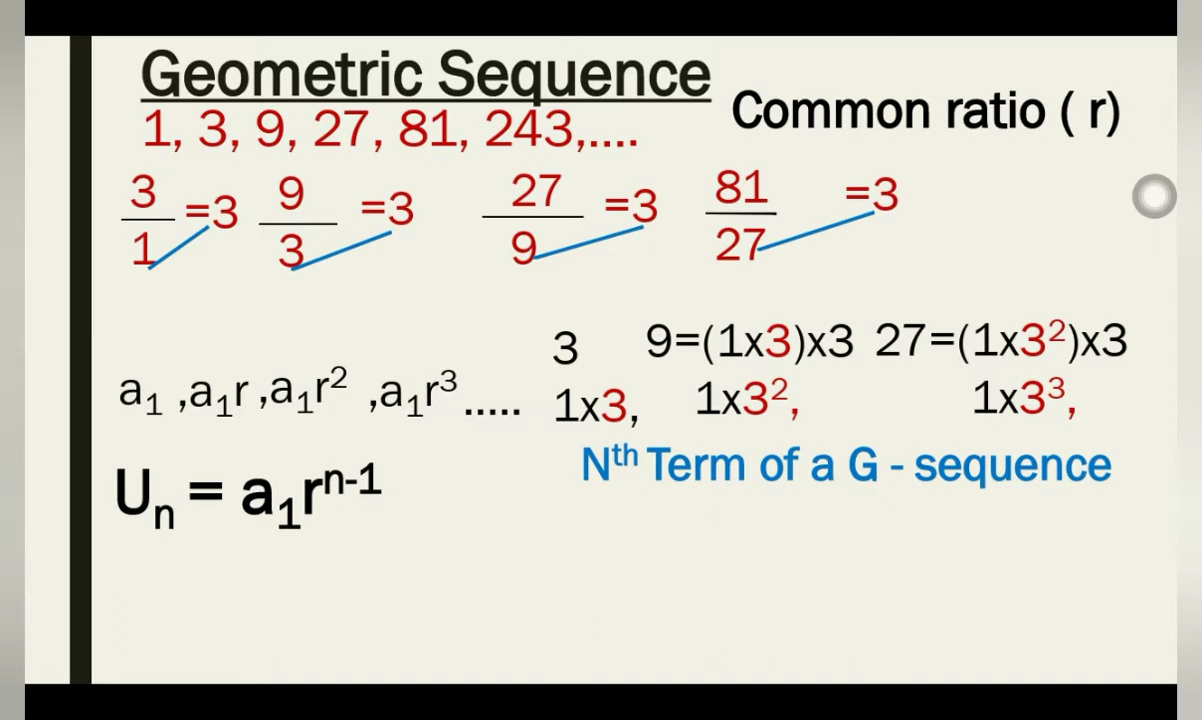 Geometric Sequence
1, 3, 9, 27, 81, 243,....
Common ratio ( r)
3/1 =3 9/3 =3 27/9 =3 81/27 =3
3 9=(1x3)x3 27=(1x3²)x3
a₁ ,a₁r ,a₁r² ,a₁r³ ..... 1x3, 1x3², 1x3³,
Nᵗʰ Term of a G - sequence
Uₙ = a₁rⁿ⁻¹